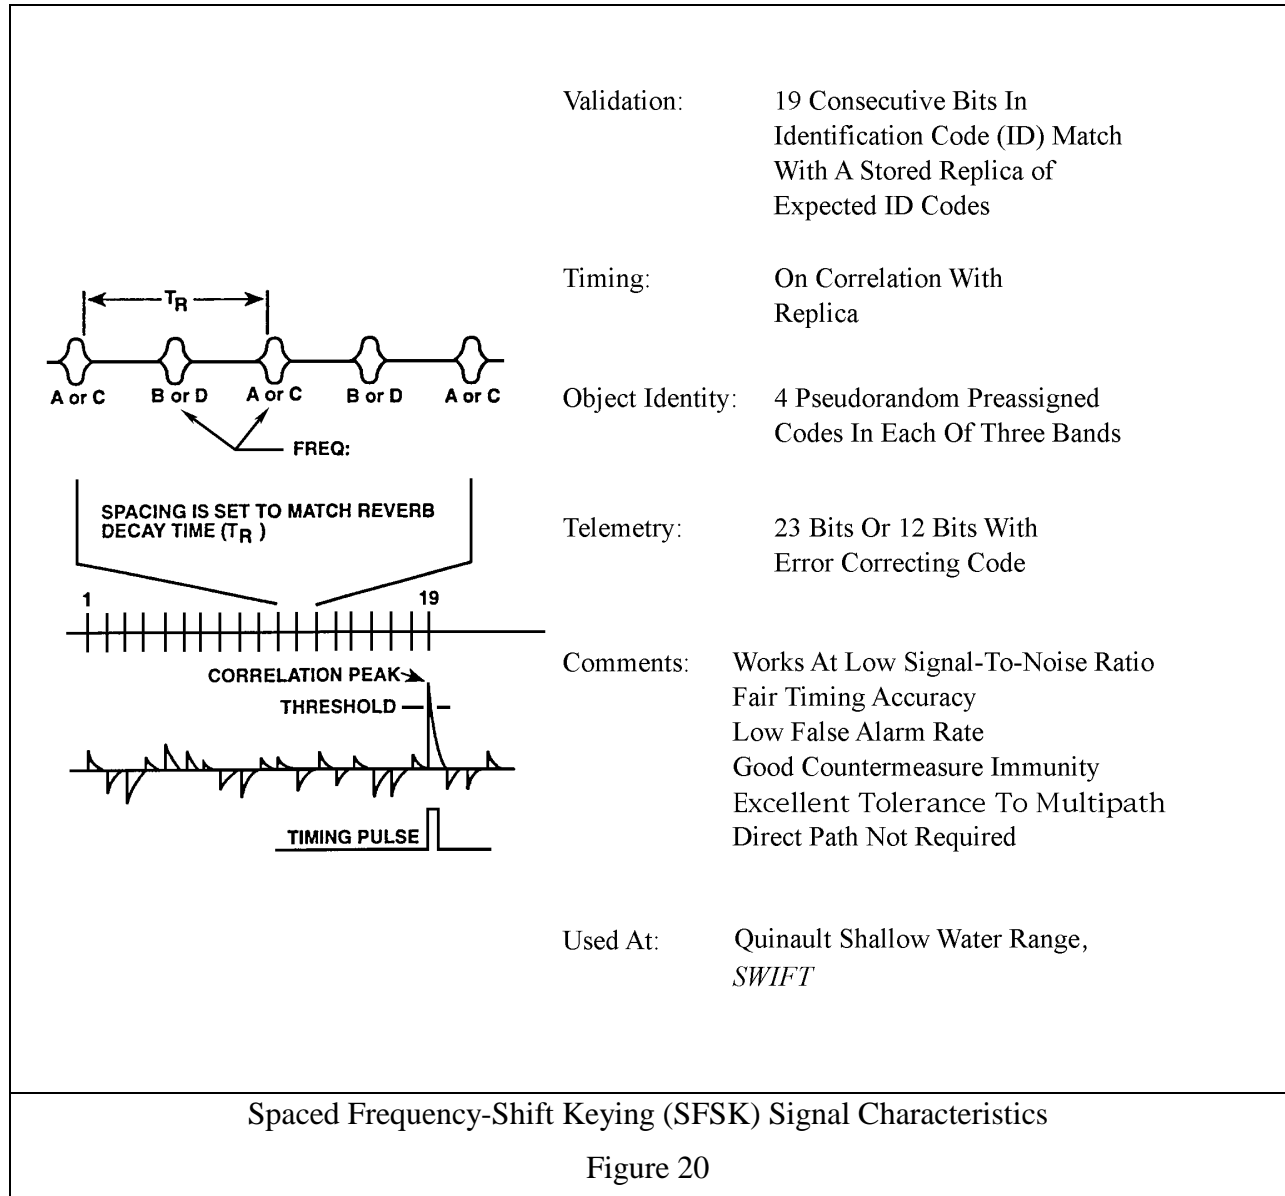 Validation: 19 Consecutive Bits In
Identification Code (ID) Match
With A Stored Replica of
Expected ID Codes
Timing: On Correlation With
Replica
Object Identity: 4 Pseudorandom Preassigned
Codes In Each Of Three Bands
Telemetry: 23 Bits Or 12 Bits With
Error Correcting Code
Comments: Works At Low Signal-To-Noise Ratio
Fair Timing Accuracy
Low False Alarm Rate
Good Countermeasure Immunity
Excellent Tolerance To Multipath
Direct Path Not Required
Used At: Quinault Shallow Water Range,
SWIFT
TR
A or C B or D A or C B or D A or C
FREQ:
SPACING IS SET TO MATCH REVERB
DECAY TIME (TR )
1 19
CORRELATION PEAK
THRESHOLD
TIMING PULSE
Spaced Frequency-Shift Keying (SFSK) Signal Characteristics
Figure 20